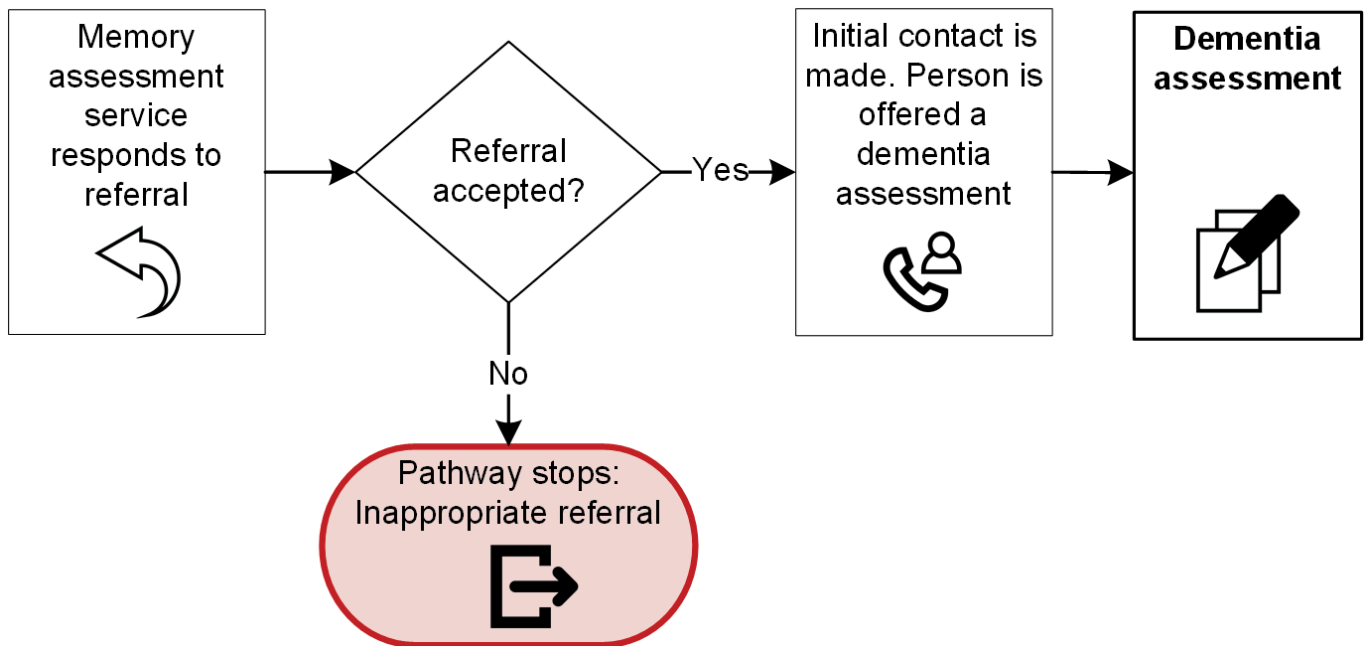 Memory
assessment
service
responds to
referral
Referral
accepted?
Yes
Initial contact is
made. Person is
offered a
dementia
assessment
Dementia
assessment
No
Pathway stops:
Inappropriate referral